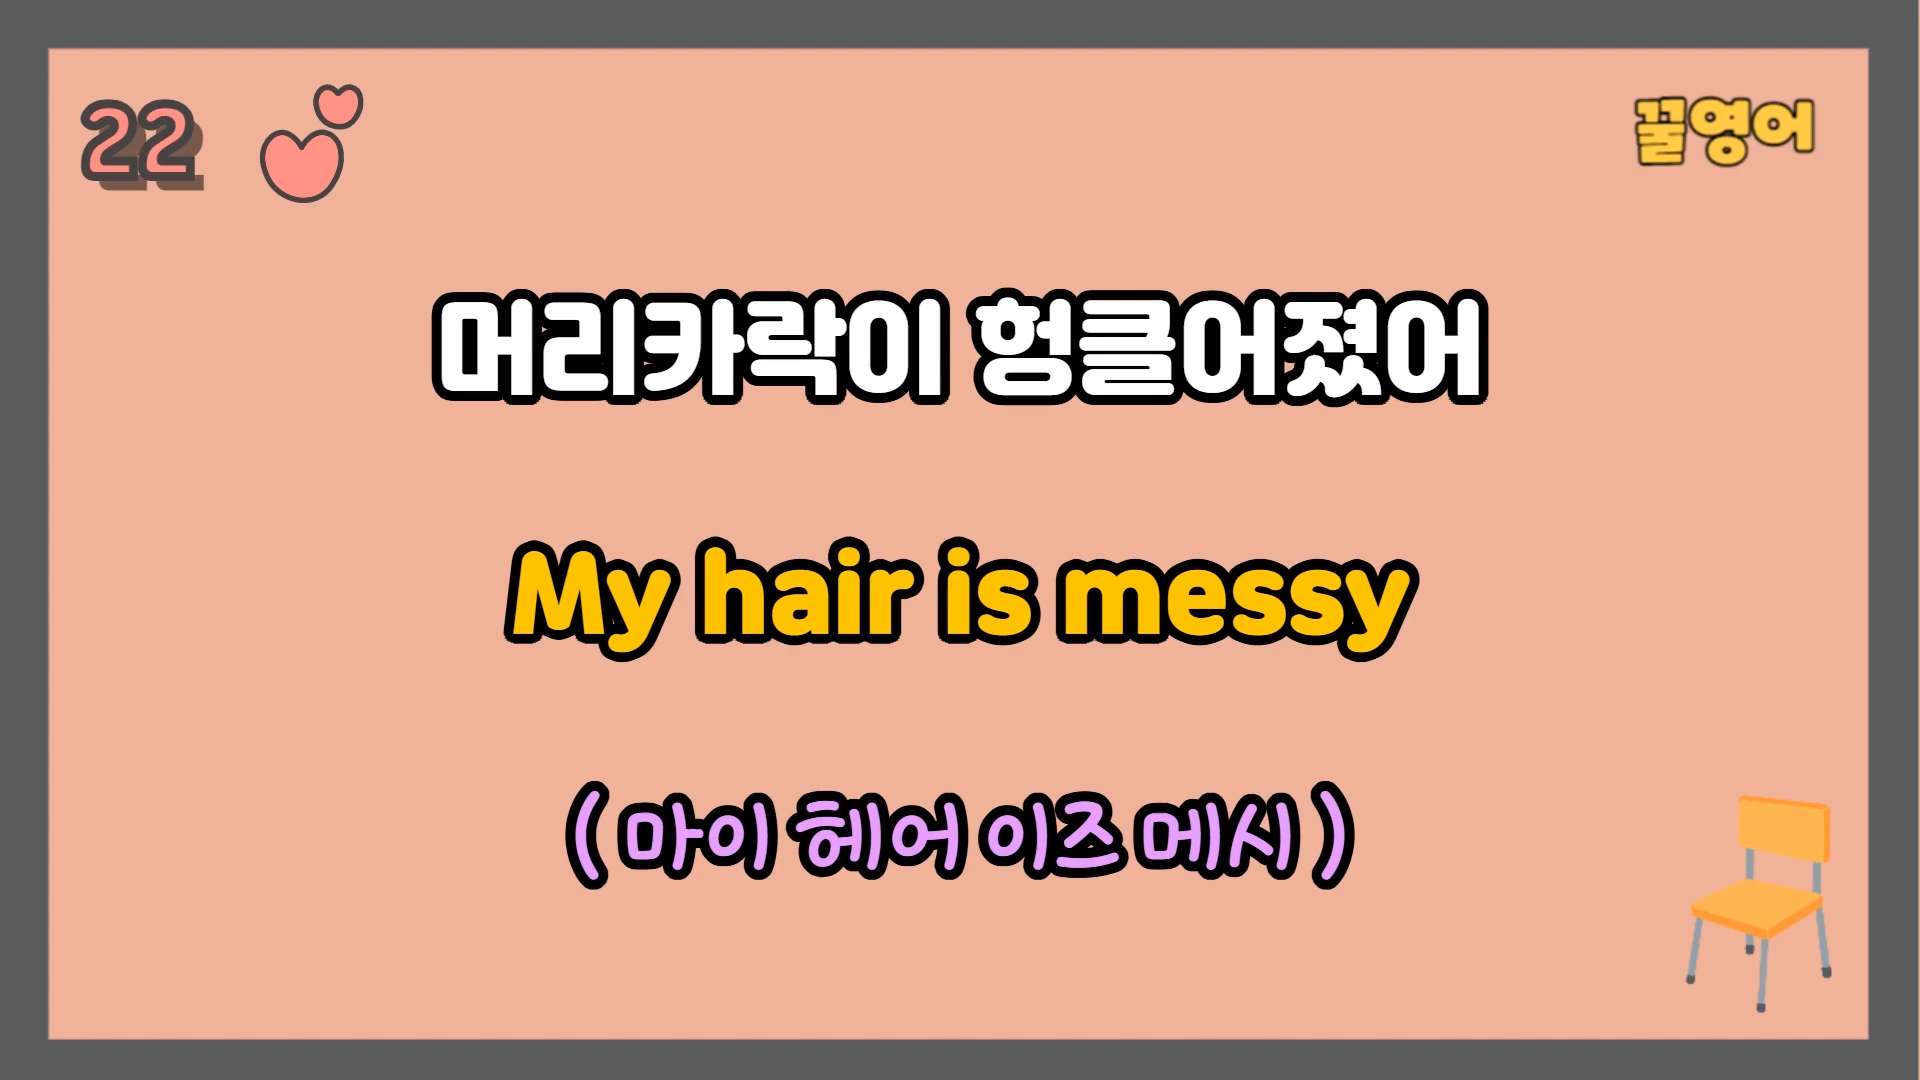 22
꿀영어
머리카락이 헝클어졌어
My hair is messy
( 마이 헤어 이즈 메시 )